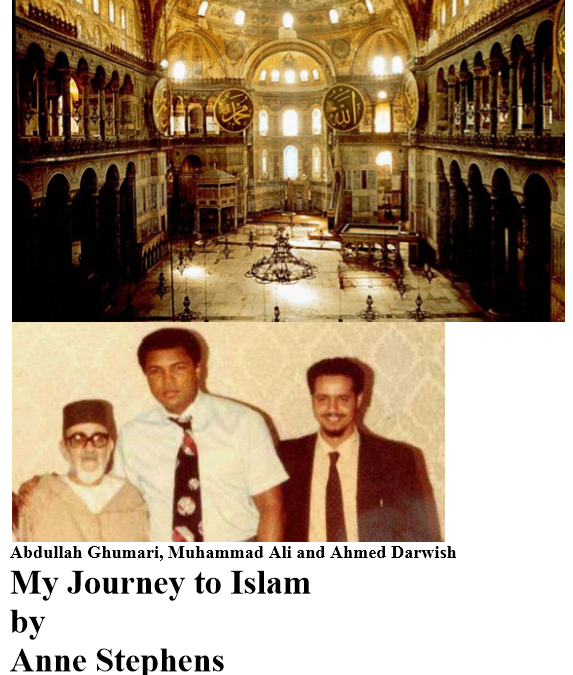 محمد
الله
Abdullah Ghumari, Muhammad Ali and Ahmed Darwish
My Journey to Islam
by
Anne Stephens